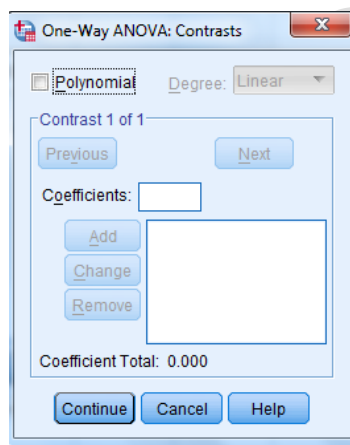 One-Way ANOVA: Contrasts
Polynomial Degree: Linear
Contrast 1 of 1
Previous Next
Coefficients:
Add
Change
Remove
Coefficient Total: 0.000
Continue Cancel Help